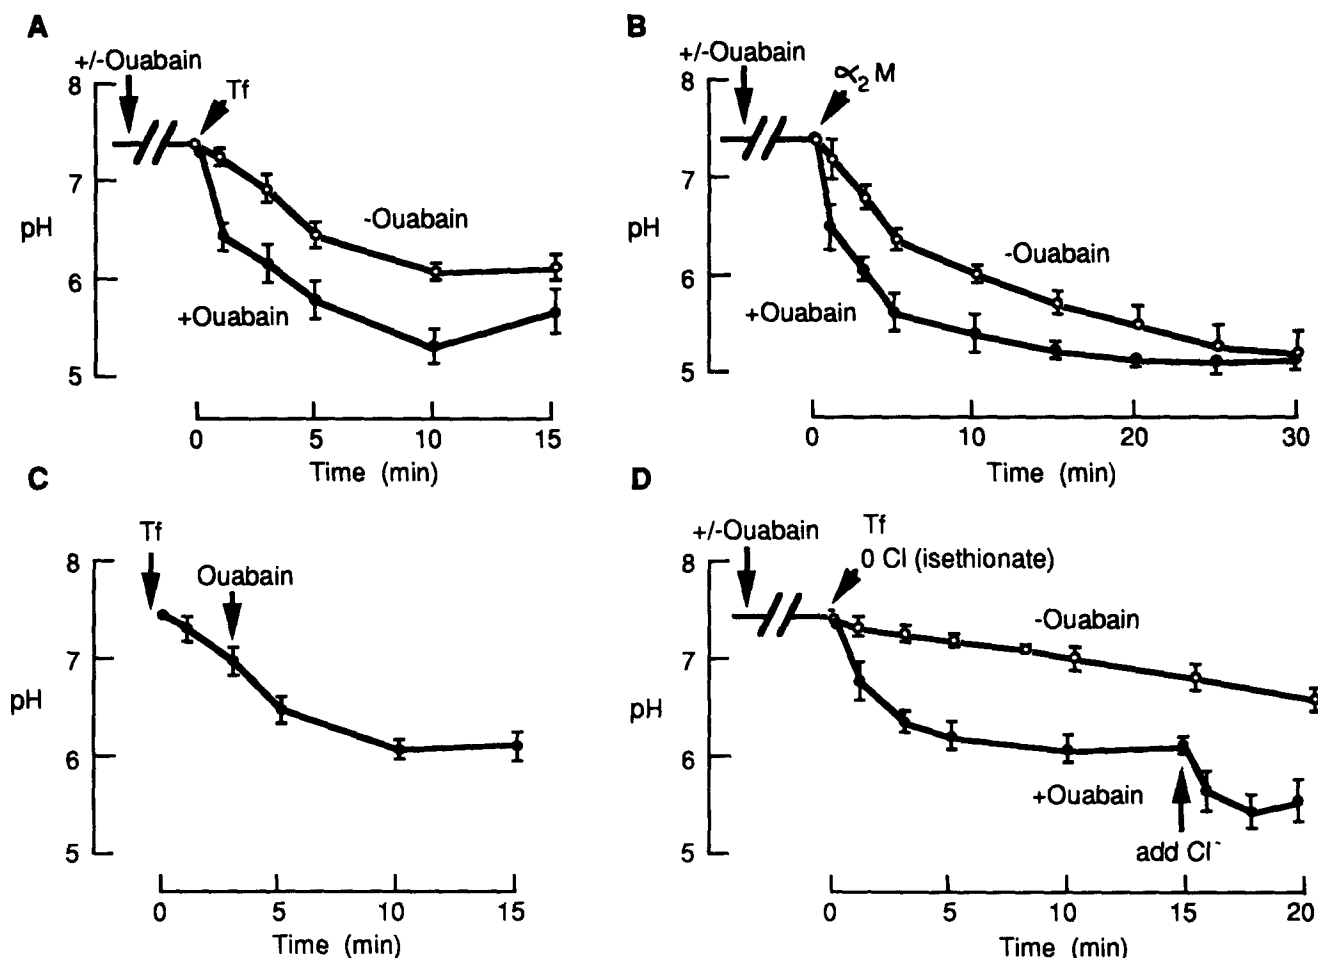 A
+/-Ouabain
Tf
8
7
pH
6
5
-Ouabain
+Ouabain
0 5 10 15
Time (min)
B
+/-Ouabain
∝₂ M
8
7
pH
6
5
-Ouabain
+Ouabain
0 10 20 30
Time (min)
C
Tf
Ouabain
8
7
pH
6
5
0 5 10 15
Time (min)
D
+/-Ouabain
Tf
0 Cl (isethionate)
8
7
pH
6
5
-Ouabain
+Ouabain
add Cl⁻
0 5 10 15 20
Time (min)